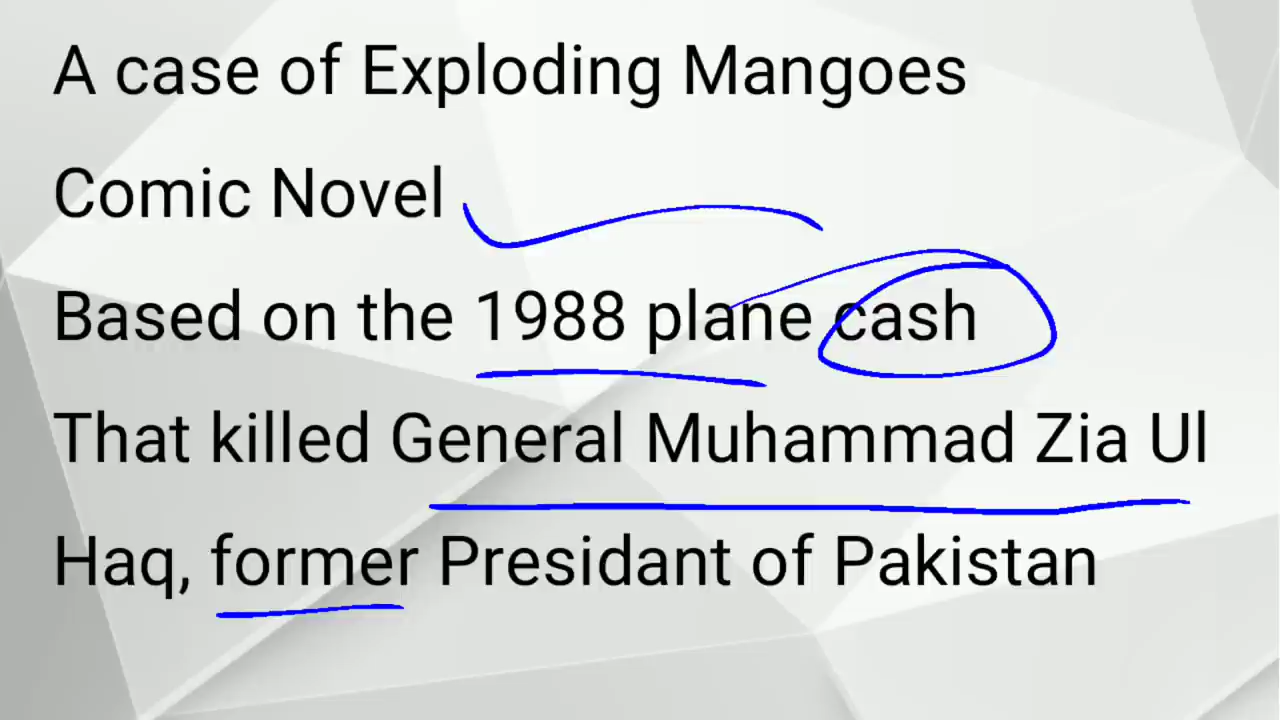 A case of Exploding Mangoes
Comic Novel
Based on the 1988 plane cash
That killed General Muhammad Zia Ul
Haq, former Presidant of Pakistan